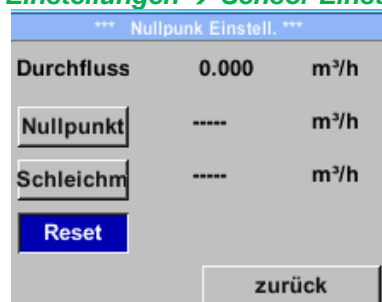 Einstellungen → Sensor Einst
*** Nullpunk Einstell. ***
Durchfluss 0.000 m³/h
Nullpunkt ----- m³/h
Schleichm ----- m³/h
Reset
zurück